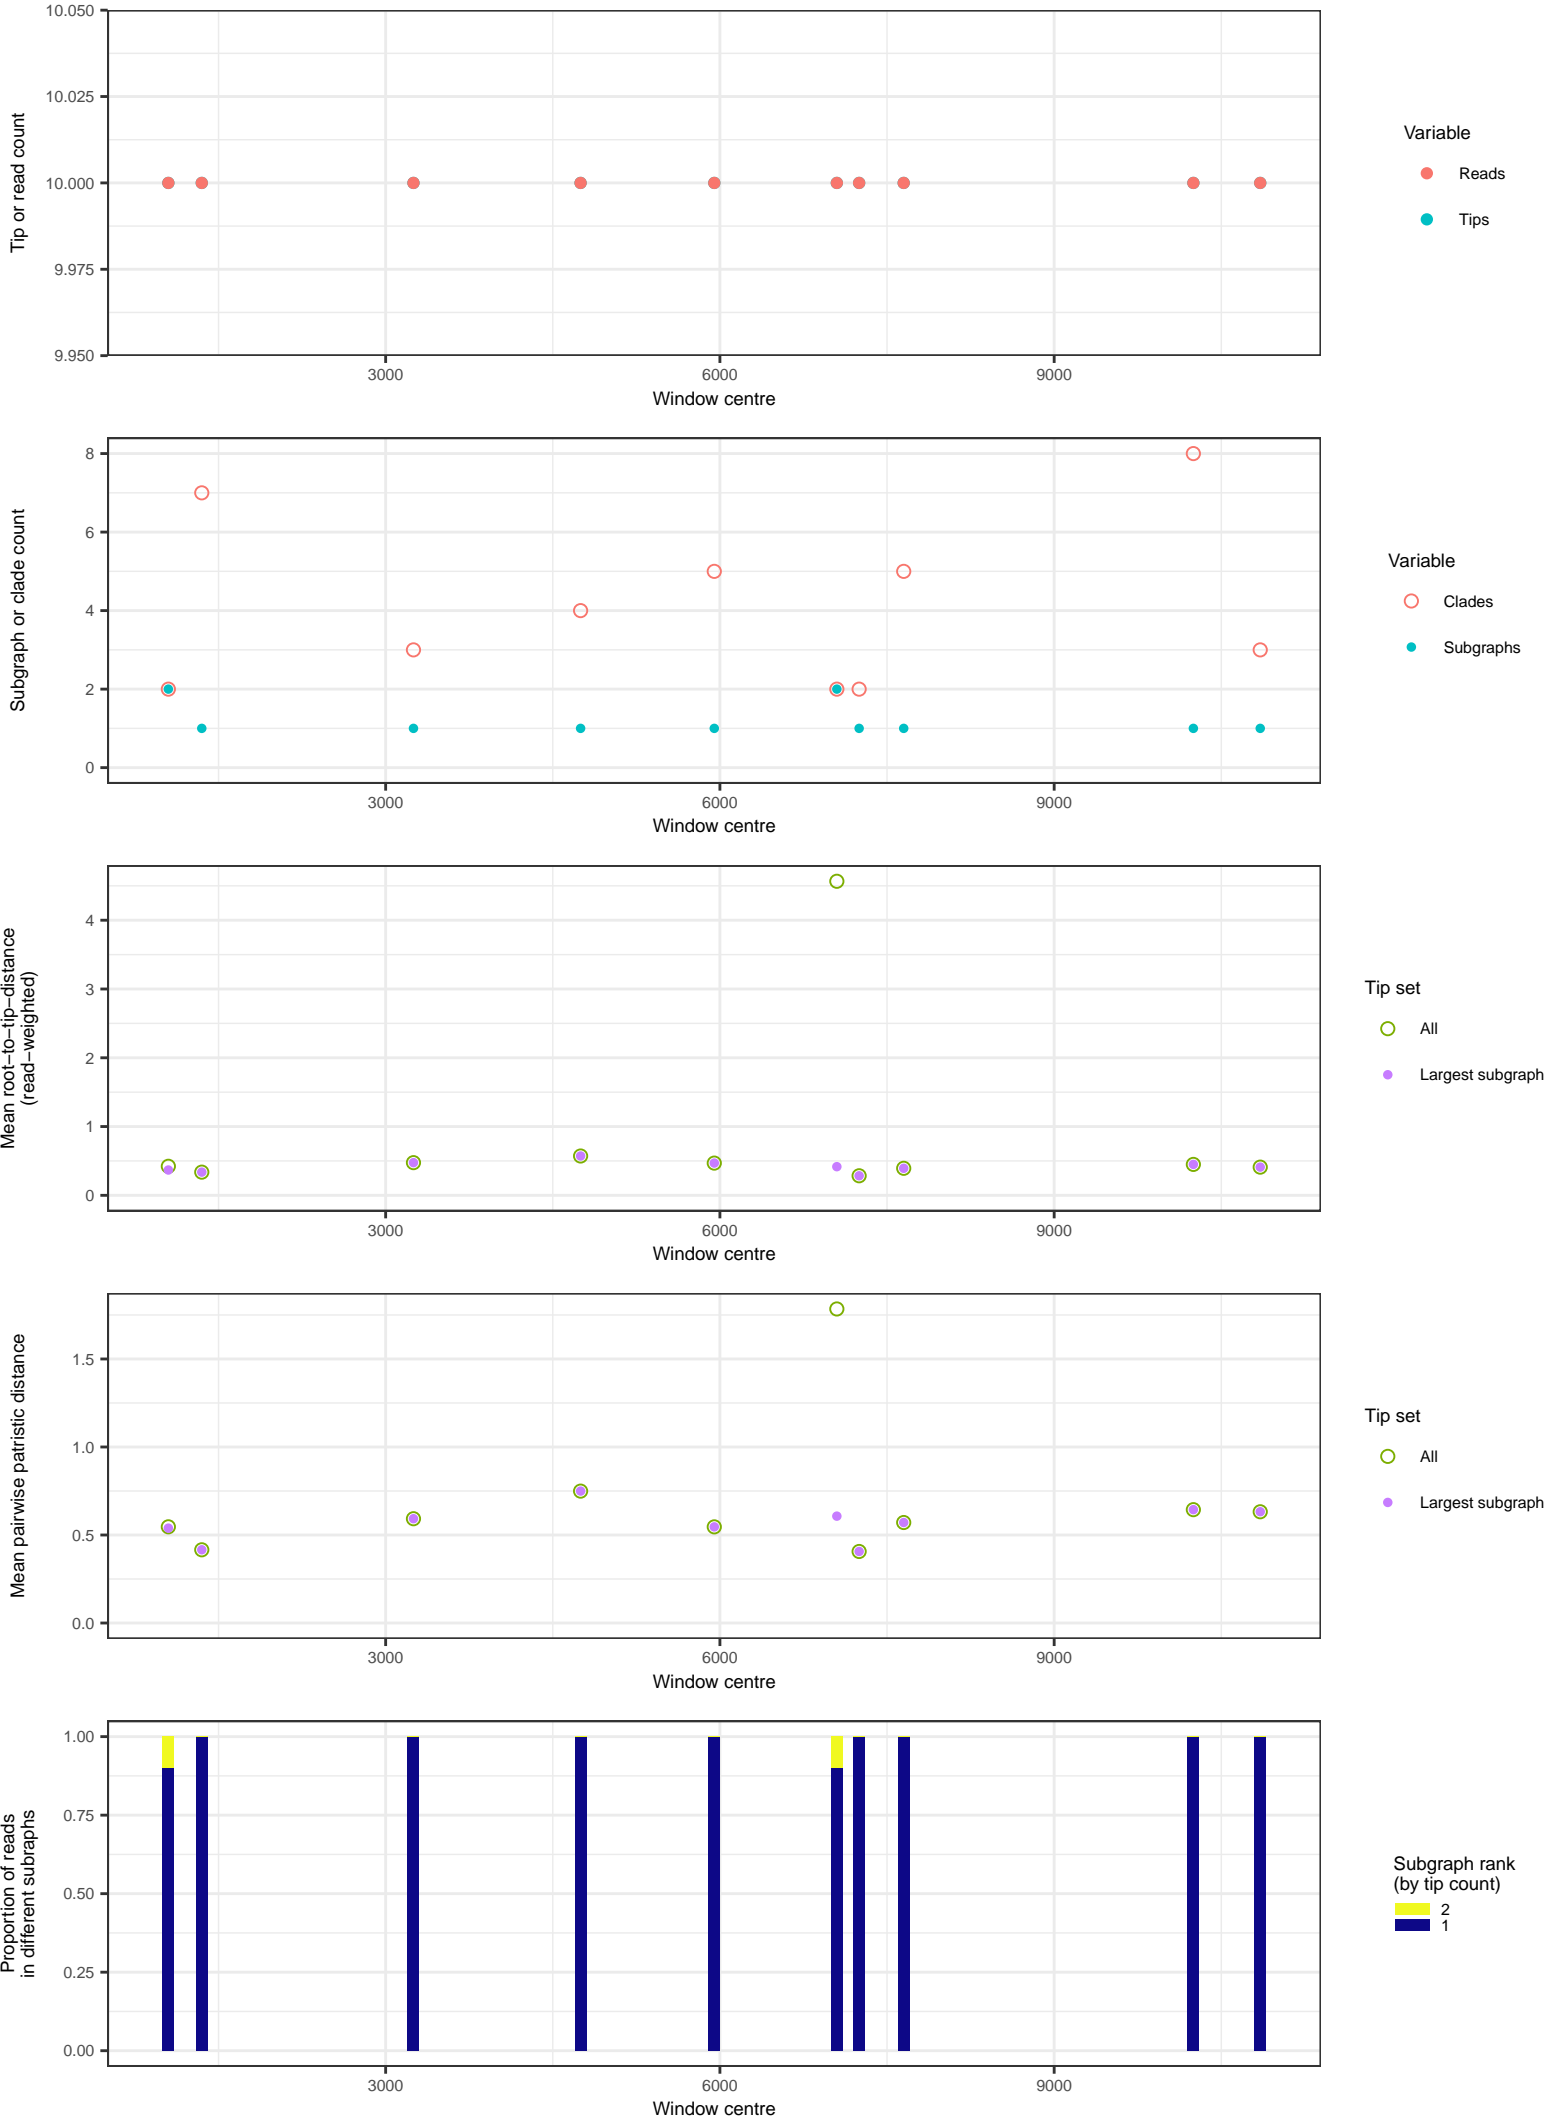 10.050
10.025
10.000
9.975
9.950
Tip or read count
3000
6000
9000
Window centre
Variable
Reads
Tips
8
6
4
2
0
Subgraph or clade count
3000
6000
9000
Window centre
Variable
Clades
Subgraphs
4
3
2
1
0
Mean root−to−tip−distance
(read−weighted)
3000
6000
9000
Window centre
Tip set
All
Largest subgraph
1.5
1.0
0.5
0.0
Mean pairwise patristic distance
3000
6000
9000
Window centre
Tip set
All
Largest subgraph
1.00
0.75
0.50
0.25
0.00
Proportion of reads
in different subraphs
3000
6000
9000
Window centre
Subgraph rank
(by tip count)
2
1